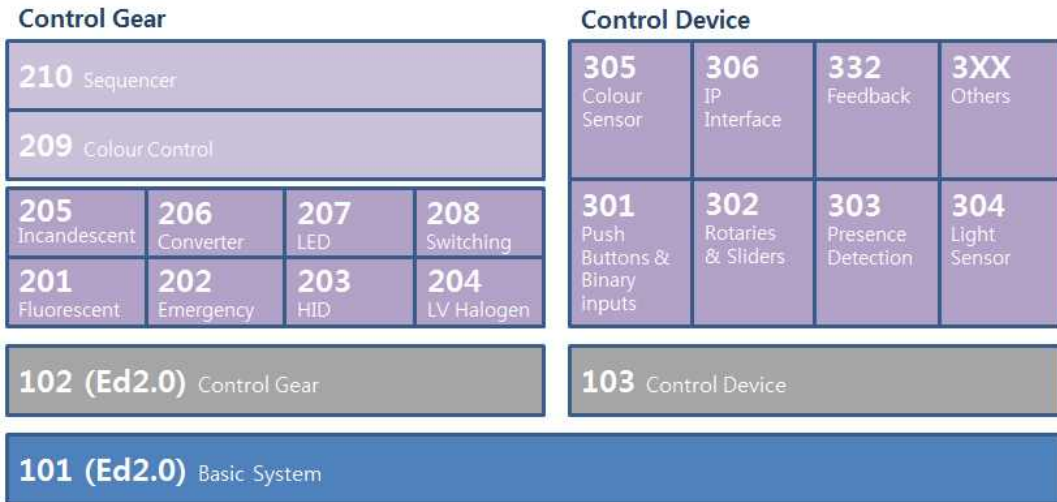 Control Gear
210 Sequencer
209 Colour Control
205
Incandescent
206
Converter
207
LED
208
Switching
201
Fluorescent
202
Emergency
203
HID
204
LV Halogen
102 (Ed2.0) Control Gear
Control Device
305
Colour
Sensor
306
IP
Interface
332
Feedback
3XX
Others
301
Push
Buttons &
Binary
inputs
302
Rotaries
& Sliders
303
Presence
Detection
304
Light
Sensor
103 Control Device
101 (Ed2.0) Basic System